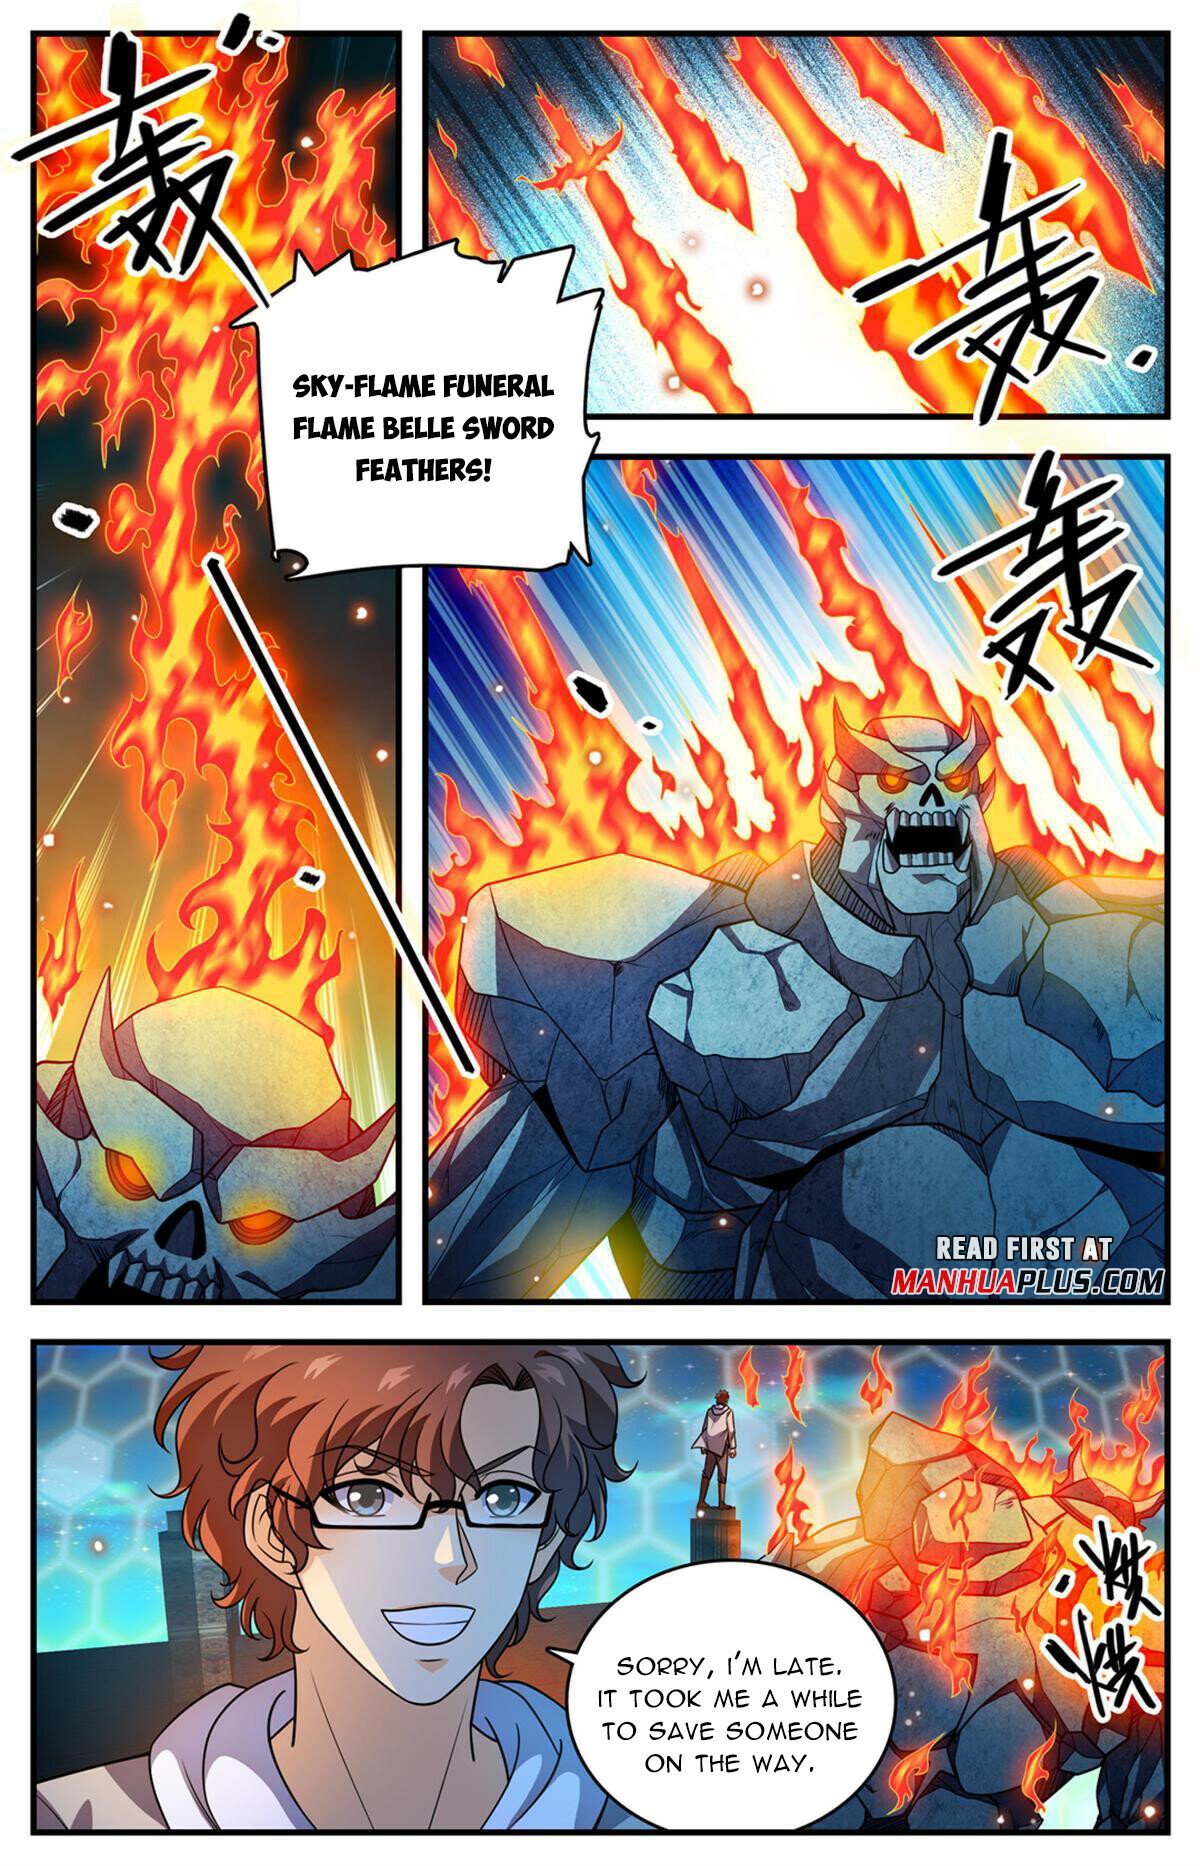 轰
轰
SKY-FLAME FUNERAL
FLAME BELLE SWORD
FEATHERS!
轰
READ FIRST AT
MANHUAPLUS.COM
SORRY, I'M LATE.
IT TOOK ME A WHILE
TO SAVE SOMEONE
ON THE WAY.